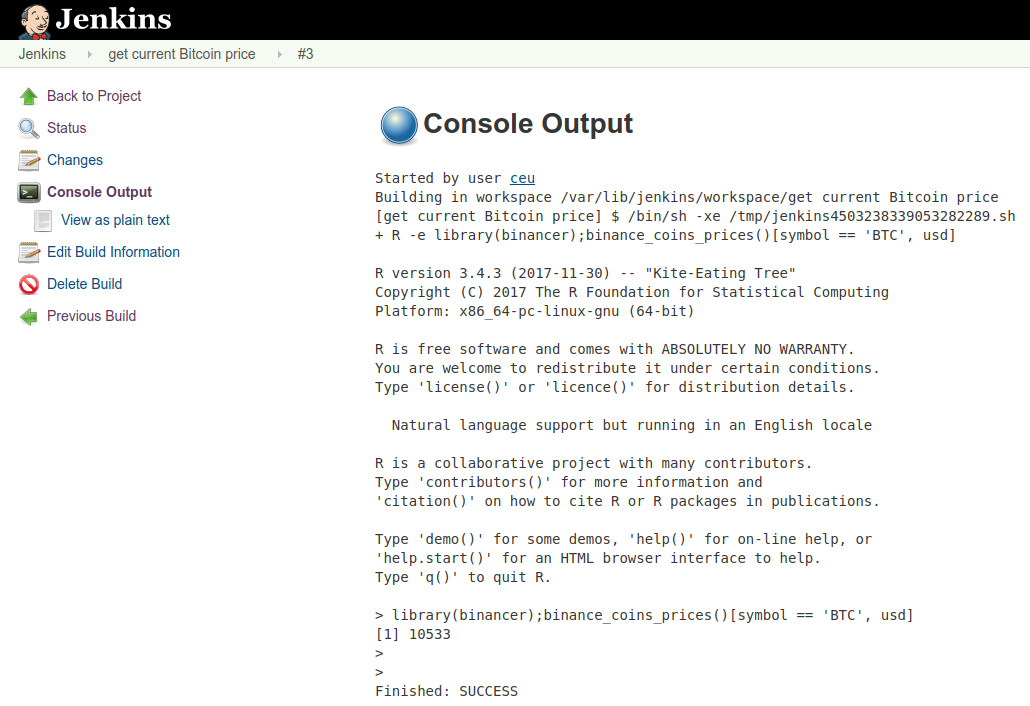 Jenkins
Jenkins get current Bitcoin price #3
Back to Project
Status
Changes
Console Output
View as plain text
Edit Build Information
Delete Build
Previous Build
Console Output
Started by user ceu
Building in workspace /var/lib/jenkins/workspace/get current Bitcoin price
[get current Bitcoin price] $ /bin/sh -xe /tmp/jenkins4503238339053282289.sh
+ R -e library(binancer);binance_coins_prices()[symbol == 'BTC', usd]
R version 3.4.3 (2017-11-30) -- "Kite-Eating Tree"
Copyright (C) 2017 The R Foundation for Statistical Computing
Platform: x86_64-pc-linux-gnu (64-bit)
R is free software and comes with ABSOLUTELY NO WARRANTY.
You are welcome to redistribute it under certain conditions.
Type 'license()' or 'licence()' for distribution details.
Natural language support but running in an English locale
R is a collaborative project with many contributors.
Type 'contributors()' for more information and
'citation()' on how to cite R or R packages in publications.
Type 'demo()' for some demos, 'help()' for on-line help, or
'help.start()' for an HTML browser interface to help.
Type 'q()' to quit R.
> library(binancer);binance_coins_prices()[symbol == 'BTC', usd]
[1] 10533
>
>
Finished: SUCCESS